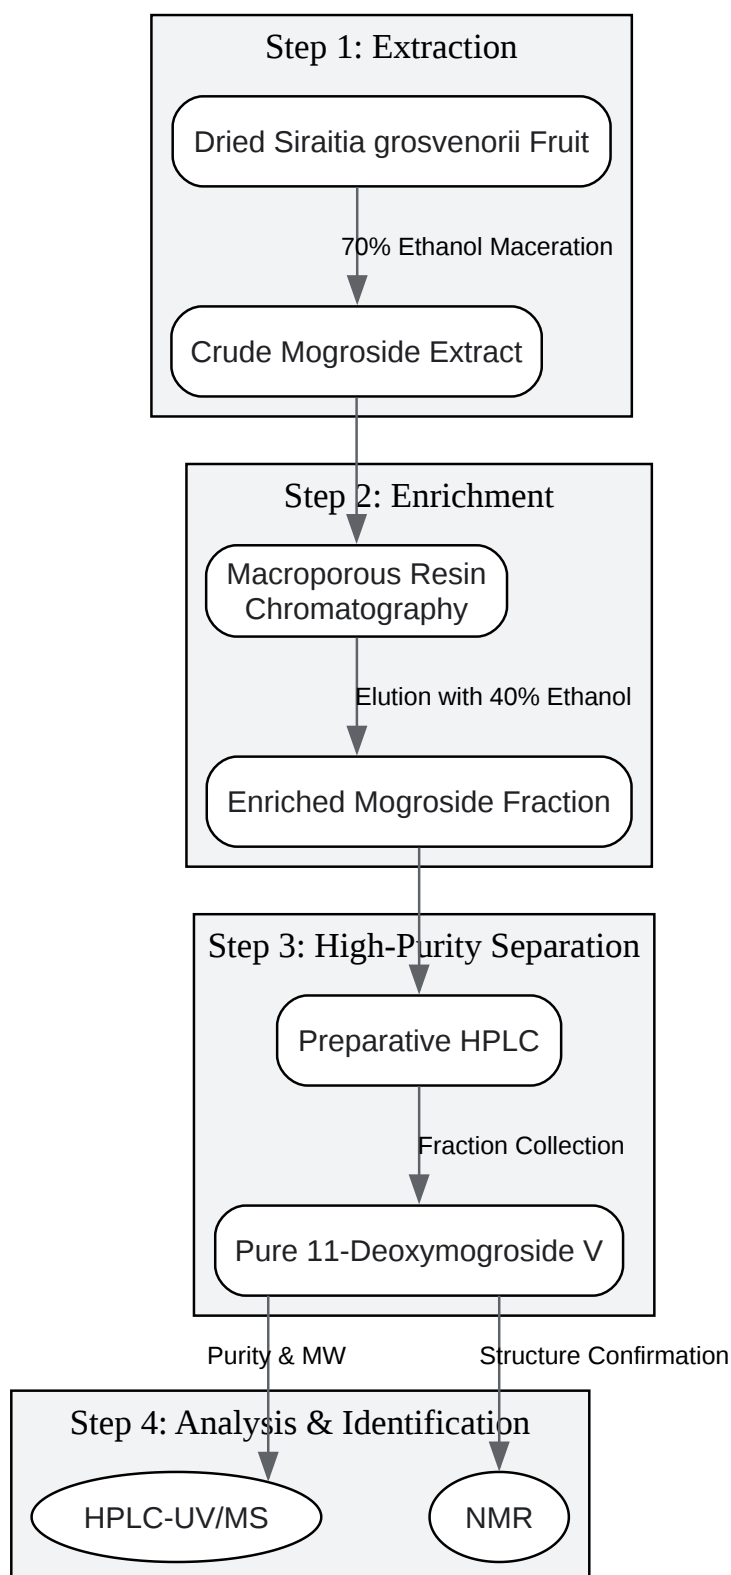 Step 1: Extraction
Dried Siraitia grosvenorii Fruit
70% Ethanol Maceration
Crude Mogroside Extract
Step 2: Enrichment
Macroporous Resin
Chromatography
Elution with 40% Ethanol
Enriched Mogroside Fraction
Step 3: High-Purity Separation
Preparative HPLC
Fraction Collection
Pure 11-Deoxymogroside V
Purity & MW
Structure Confirmation
Step 4: Analysis & Identification
HPLC-UV/MS
NMR